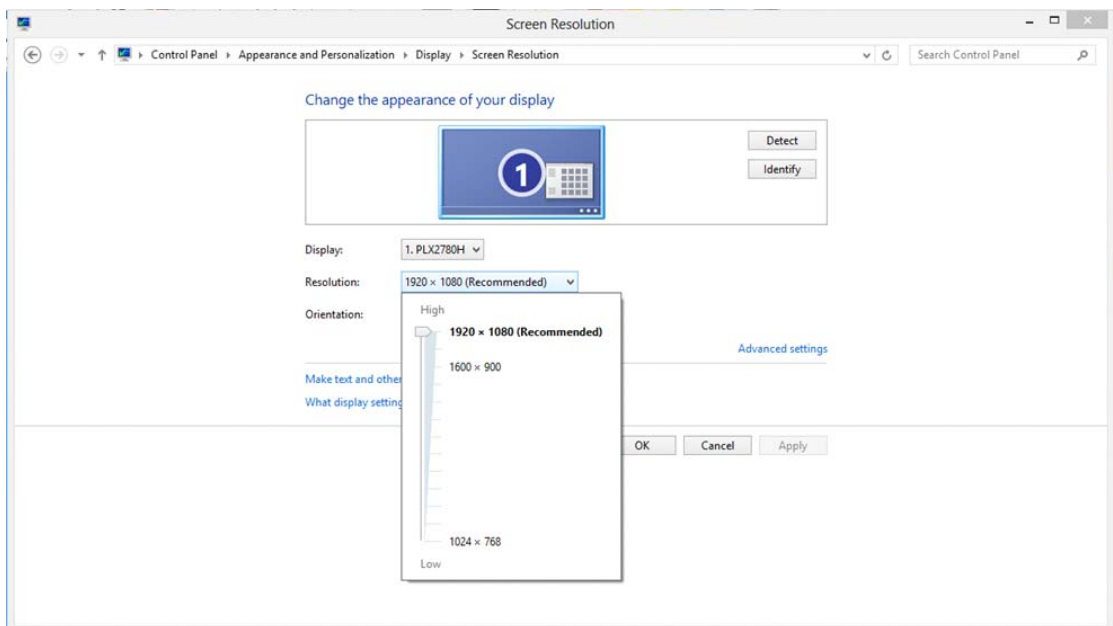 Screen Resolution
Control Panel ▸ Appearance and Personalization ▸ Display ▸ Screen Resolution
Search Control Panel
Change the appearance of your display
1
Detect
Identify
Display: 1. PLX2780H
Resolution: 1920 × 1080 (Recommended)
Orientation:
High
1920 × 1080 (Recommended)
1600 × 900
1024 × 768
Low
Advanced settings
Make text and other
What display setting
OK Cancel Apply